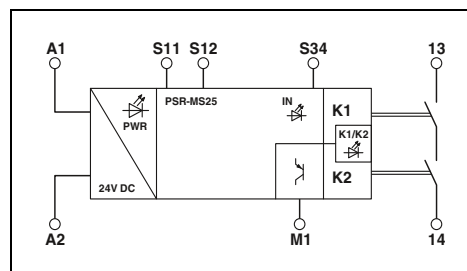 A1 S11 S12 S34 13
PSR-MS25 IN K1
PWR K1/K2
24V DC K2
A2 M1 14